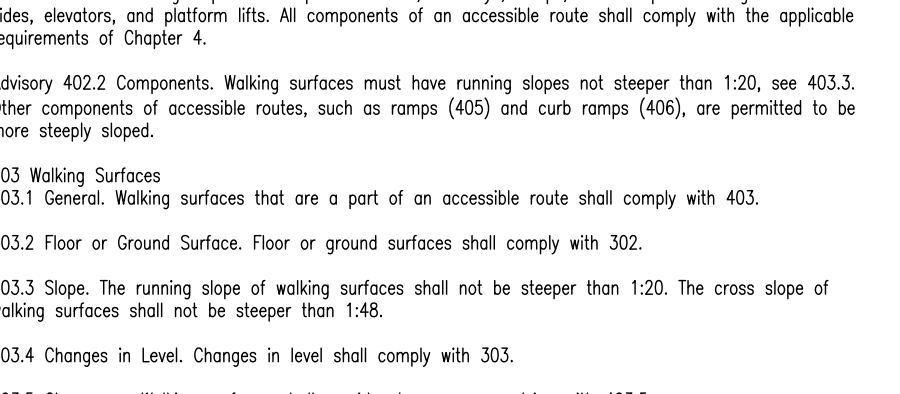 ides, elevators, and platform lifts. All components of an accessible route shall comply with the applicable
equirements of Chapter 4.
dvisory 402.2 Components. Walking surfaces must have running slopes not steeper than 1:20, see 403.3.
ther components of accessible routes, such as ramps (405) and curb ramps (406), are permitted to be
ore steeply sloped.
03 Walking Surfaces
03.1 General. Walking surfaces that are a part of an accessible route shall comply with 403.
03.2 Floor or Ground Surface. Floor or ground surfaces shall comply with 302.
03.3 Slope. The running slope of walking surfaces shall not be steeper than 1:20. The cross slope of
alking surfaces shall not be steeper than 1:48.
03.4 Changes in Level. Changes in level shall comply with 303.